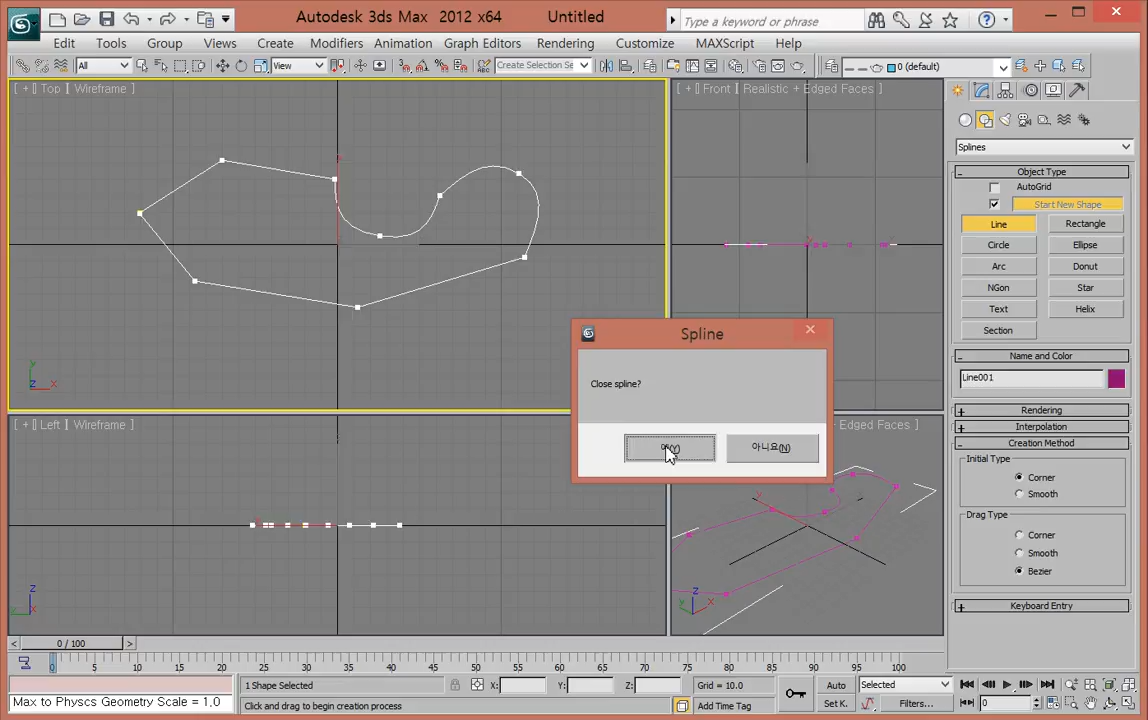 Autodesk 3ds Max 2012 x64 Untitled
Type a keyword or phrase
Edit Tools Group Views Create Modifiers Animation Graph Editors Rendering Customize MAXScript Help
All View Create Selection Se 0 (default)
[ + ][ Top ][ Wireframe ]
[ + ][ Front ][ Realistic + Edged Faces ]
Splines
Object Type
AutoGrid
Start New Shape
Line Rectangle
Circle Ellipse
Arc Donut
NGon Star
Text Helix
Section
Name and Color
Line001
Rendering
Interpolation
Creation Method
Initial Type
Corner
Smooth
Drag Type
Corner
Smooth
Bezier
Keyboard Entry
Spline
Close spline?
아니요(N)
[ + ][ Left ][ Wireframe ]
Edged Faces ]
0 / 100
0 5 10 15 20 25 30 35 40 45 50 55 60 65 70 75 80 85 90 95 100
1 Shape Selected X: Y: Z: Grid = 10.0 Auto Selected
Max to Physcs Geometry Scale = 1.0 Click and drag to begin creation process Add Time Tag Set K. Filters... 0